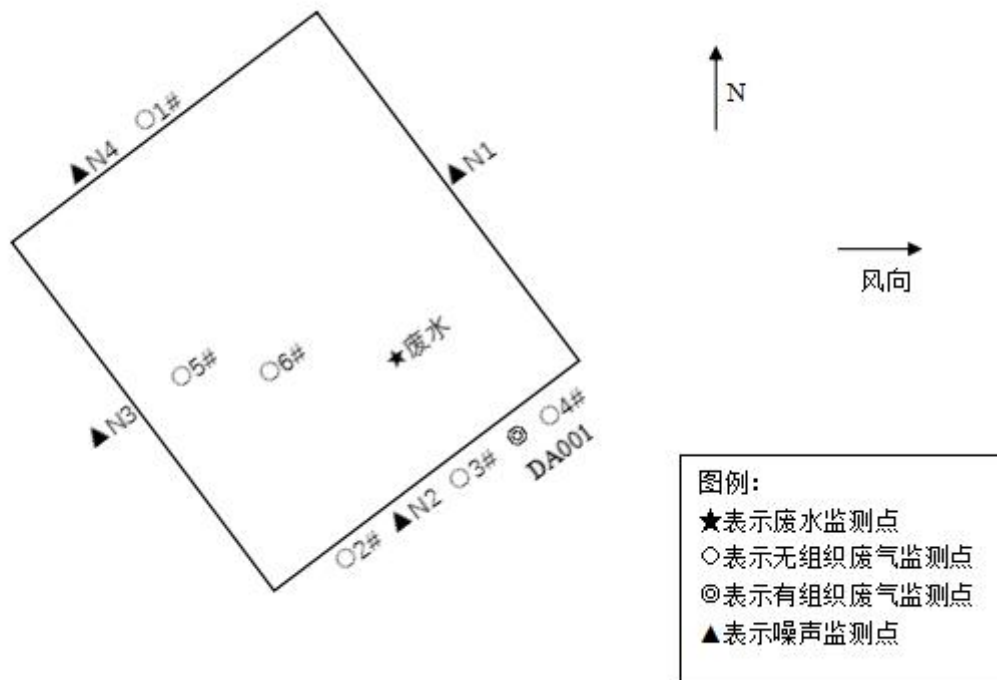 ○1#
▲N4
▲N1
N
风向
★废水
○5#
○6#
▲N3
○4#
DA001
○3#
▲N2
○2#
图例：
★表示废水监测点
○表示无组织废气监测点
◎表示有组织废气监测点
▲表示噪声监测点